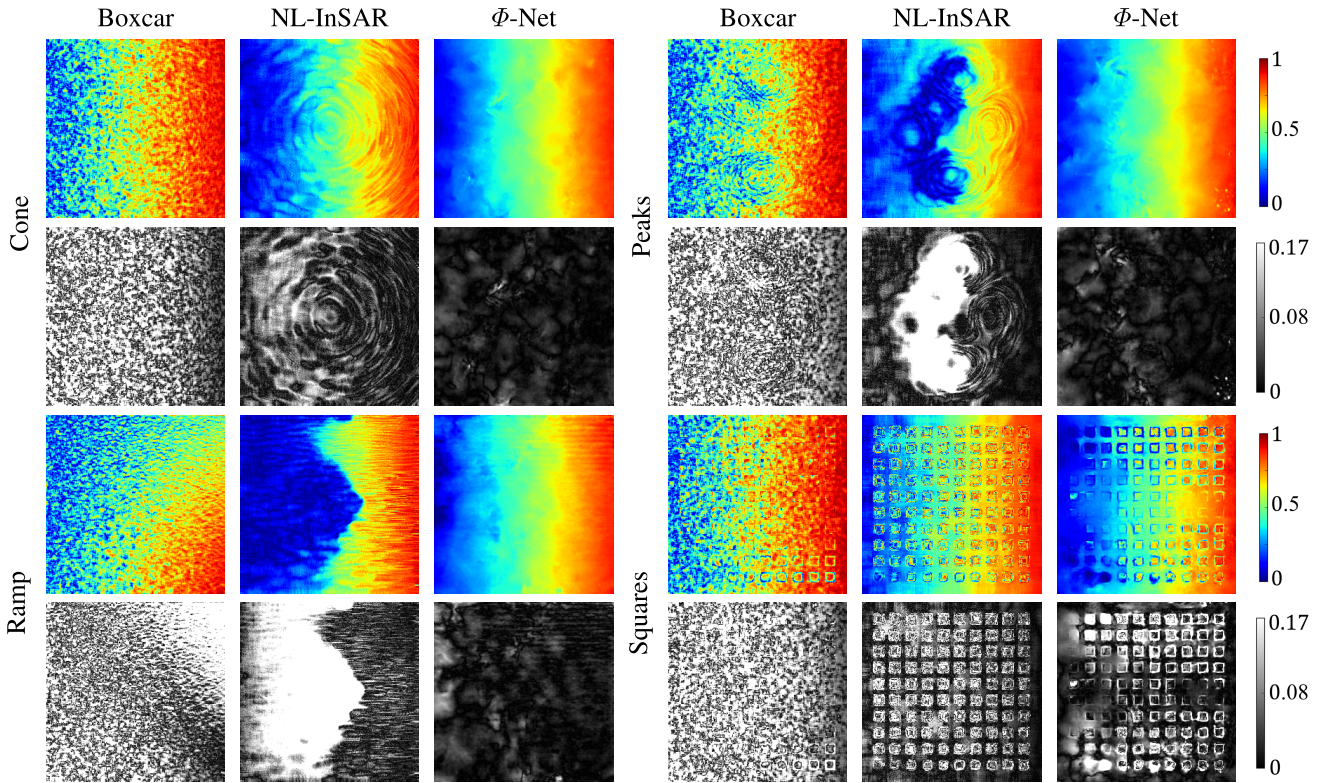 Boxcar NL-InSAR Φ-Net Boxcar NL-InSAR Φ-Net
Cone
Peaks
1
0.5
0
0.17
0.08
0
Ramp
Squares
1
0.5
0
0.17
0.08
0